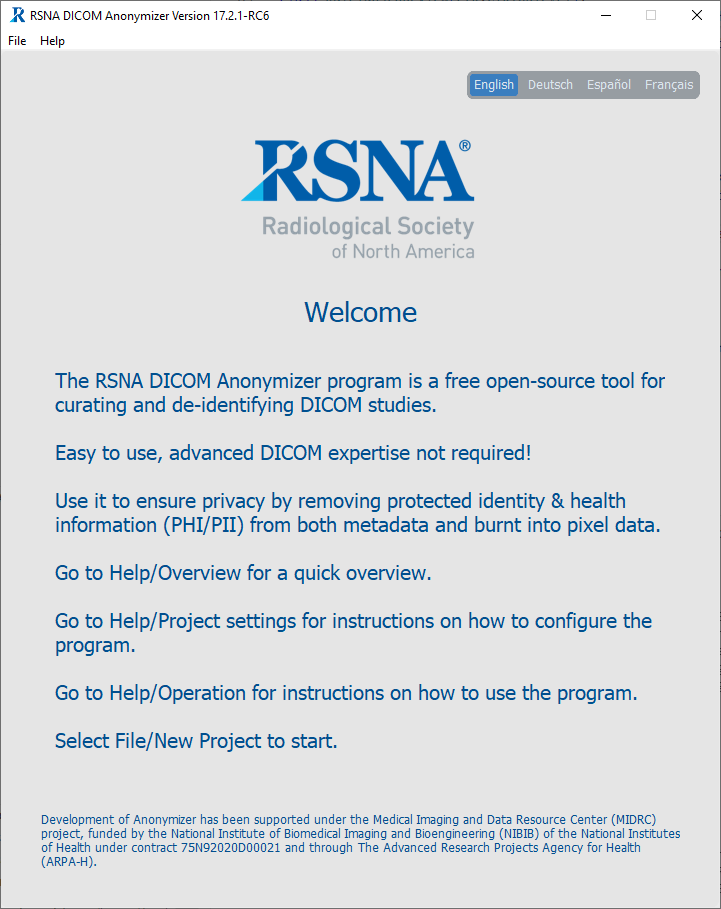 RSNA DICOM Anonymizer Version 17.2.1-RC6
File Help
English Deutsch Español Français
RSNA®
Radiological Society
of North America
Welcome
The RSNA DICOM Anonymizer program is a free open-source tool for
curating and de-identifying DICOM studies.
Easy to use, advanced DICOM expertise not required!
Use it to ensure privacy by removing protected identity & health
information (PHI/PII) from both metadata and burnt into pixel data.
Go to Help/Overview for a quick overview.
Go to Help/Project settings for instructions on how to configure the
program.
Go to Help/Operation for instructions on how to use the program.
Select File/New Project to start.
Development of Anonymizer has been supported under the Medical Imaging and Data Resource Center (MIDRC)
project, funded by the National Institute of Biomedical Imaging and Bioengineering (NIBIB) of the National Institutes
of Health under contract 75N92020D00021 and through The Advanced Research Projects Agency for Health
(ARPA-H).